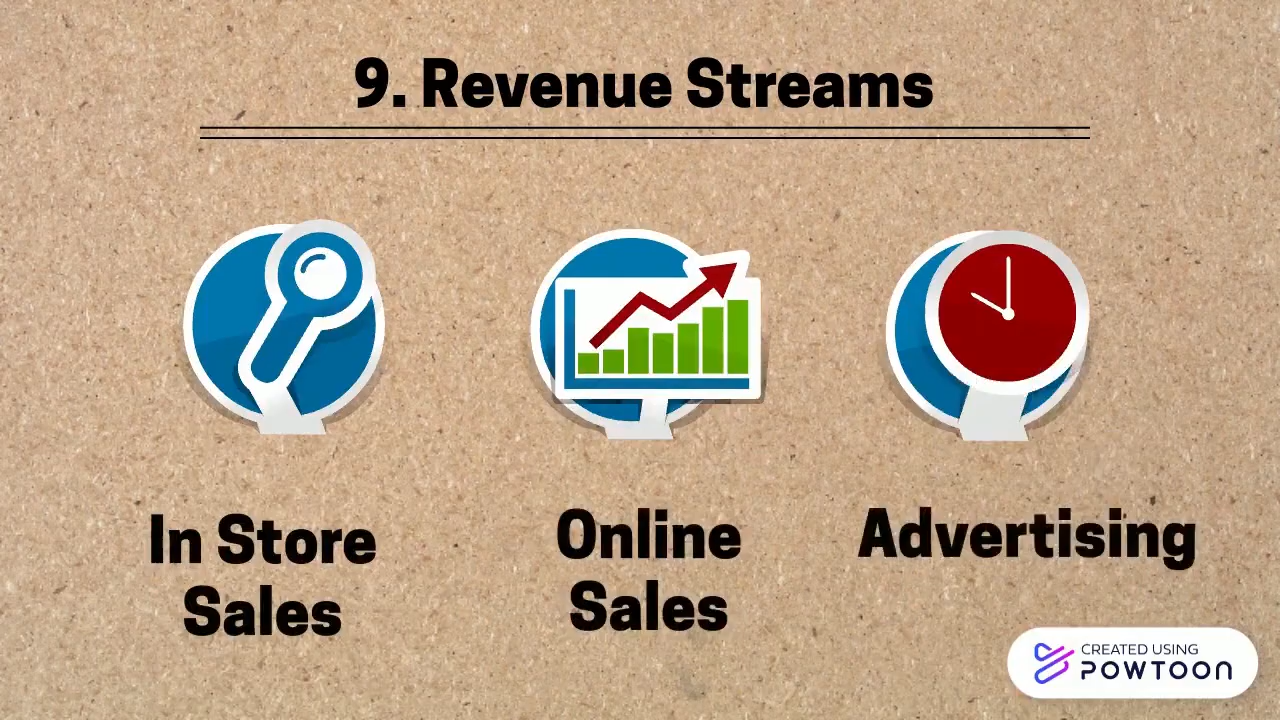 9. Revenue Streams
In Store
Sales
Online
Sales
Advertising
CREATED USING
POWTOON